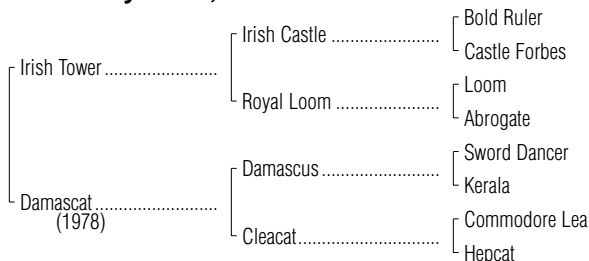 Bold Ruler
Irish Castle
Castle Forbes
Irish Tower
Loom
Royal Loom
Abrogate
Sword Dancer
Damascus
Kerala
Damascat
(1978)
Commodore Lea
Cleacat
Hepcat